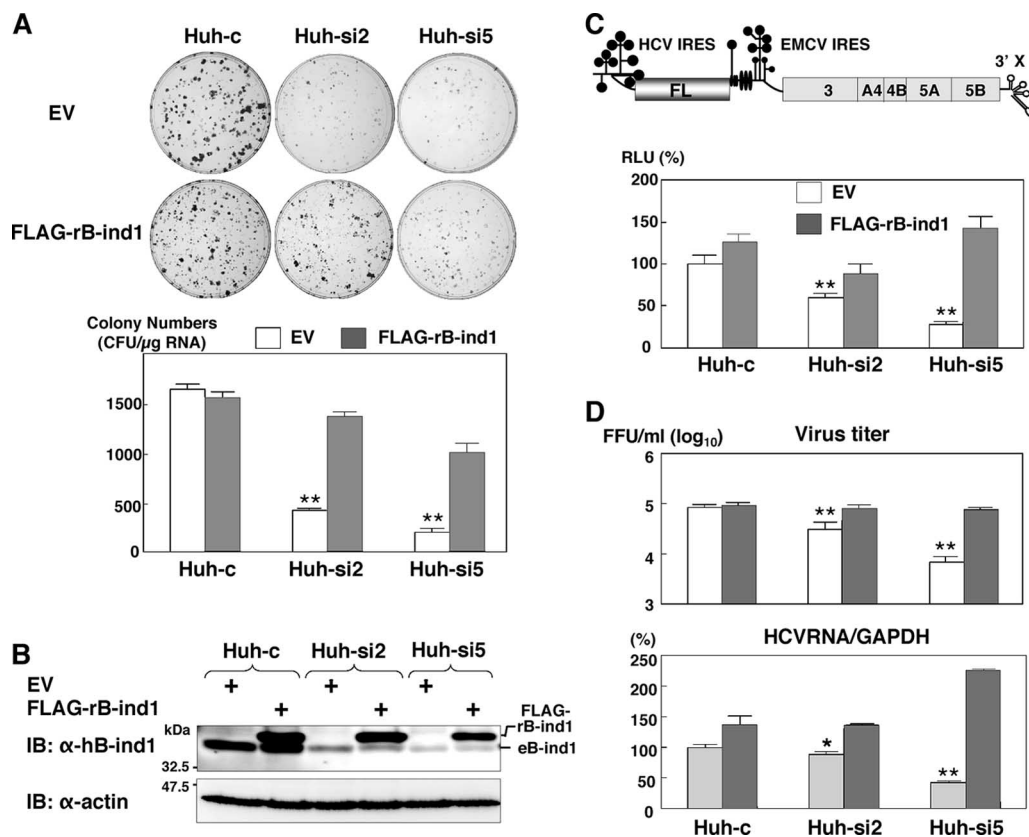 A
Huh-c Huh-si2 Huh-si5
EV
FLAG-rB-ind1
Colony Numbers
(CFU/µg RNA)
EV FLAG-rB-ind1
1500
1000
500
0
**
**
Huh-c Huh-si2 Huh-si5
B
Huh-c Huh-si2 Huh-si5
EV + + +
FLAG-rB-ind1 + + +
kDa
FLAG-
rB-ind1
eB-ind1
IB: α-hB-ind1
32.5
47.5
IB: α-actin
C
HCV IRES EMCV IRES
3' X
FL 3 A4 4B 5A 5B
RLU (%)
200
150
100
50
0
EV
FLAG-rB-ind1
**
**
Huh-c Huh-si2 Huh-si5
D
FFU/ml (log10) Virus titer
6
5
4
3
**
**
(%) HCVRNA/GAPDH
250
200
150
100
50
0
*
**
Huh-c Huh-si2 Huh-si5